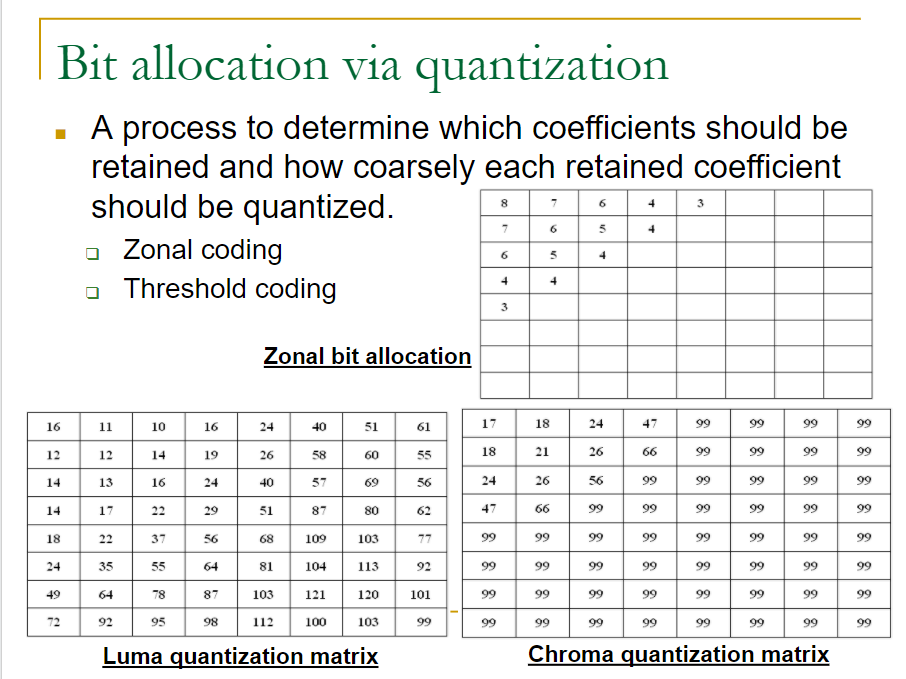 Bit allocation via quantization
A process to determine which coefficients should be
retained and how coarsely each retained coefficient
should be quantized.
Zonal coding
Threshold coding
8 7 6 4 3
7 6 5 4
6 5 4
4 4
3
Zonal bit allocation
16 11 10 16 24 40 51 61
12 12 14 19 26 58 60 55
14 13 16 24 40 57 69 56
14 17 22 29 51 87 80 62
18 22 37 56 68 109 103 77
24 35 55 64 81 104 113 92
49 64 78 87 103 121 120 101
72 92 95 98 112 100 103 99
Luma quantization matrix
17 18 24 47 99 99 99 99
18 21 26 66 99 99 99 99
24 26 56 99 99 99 99 99
47 66 99 99 99 99 99 99
99 99 99 99 99 99 99 99
99 99 99 99 99 99 99 99
99 99 99 99 99 99 99 99
99 99 99 99 99 99 99 99
Chroma quantization matrix